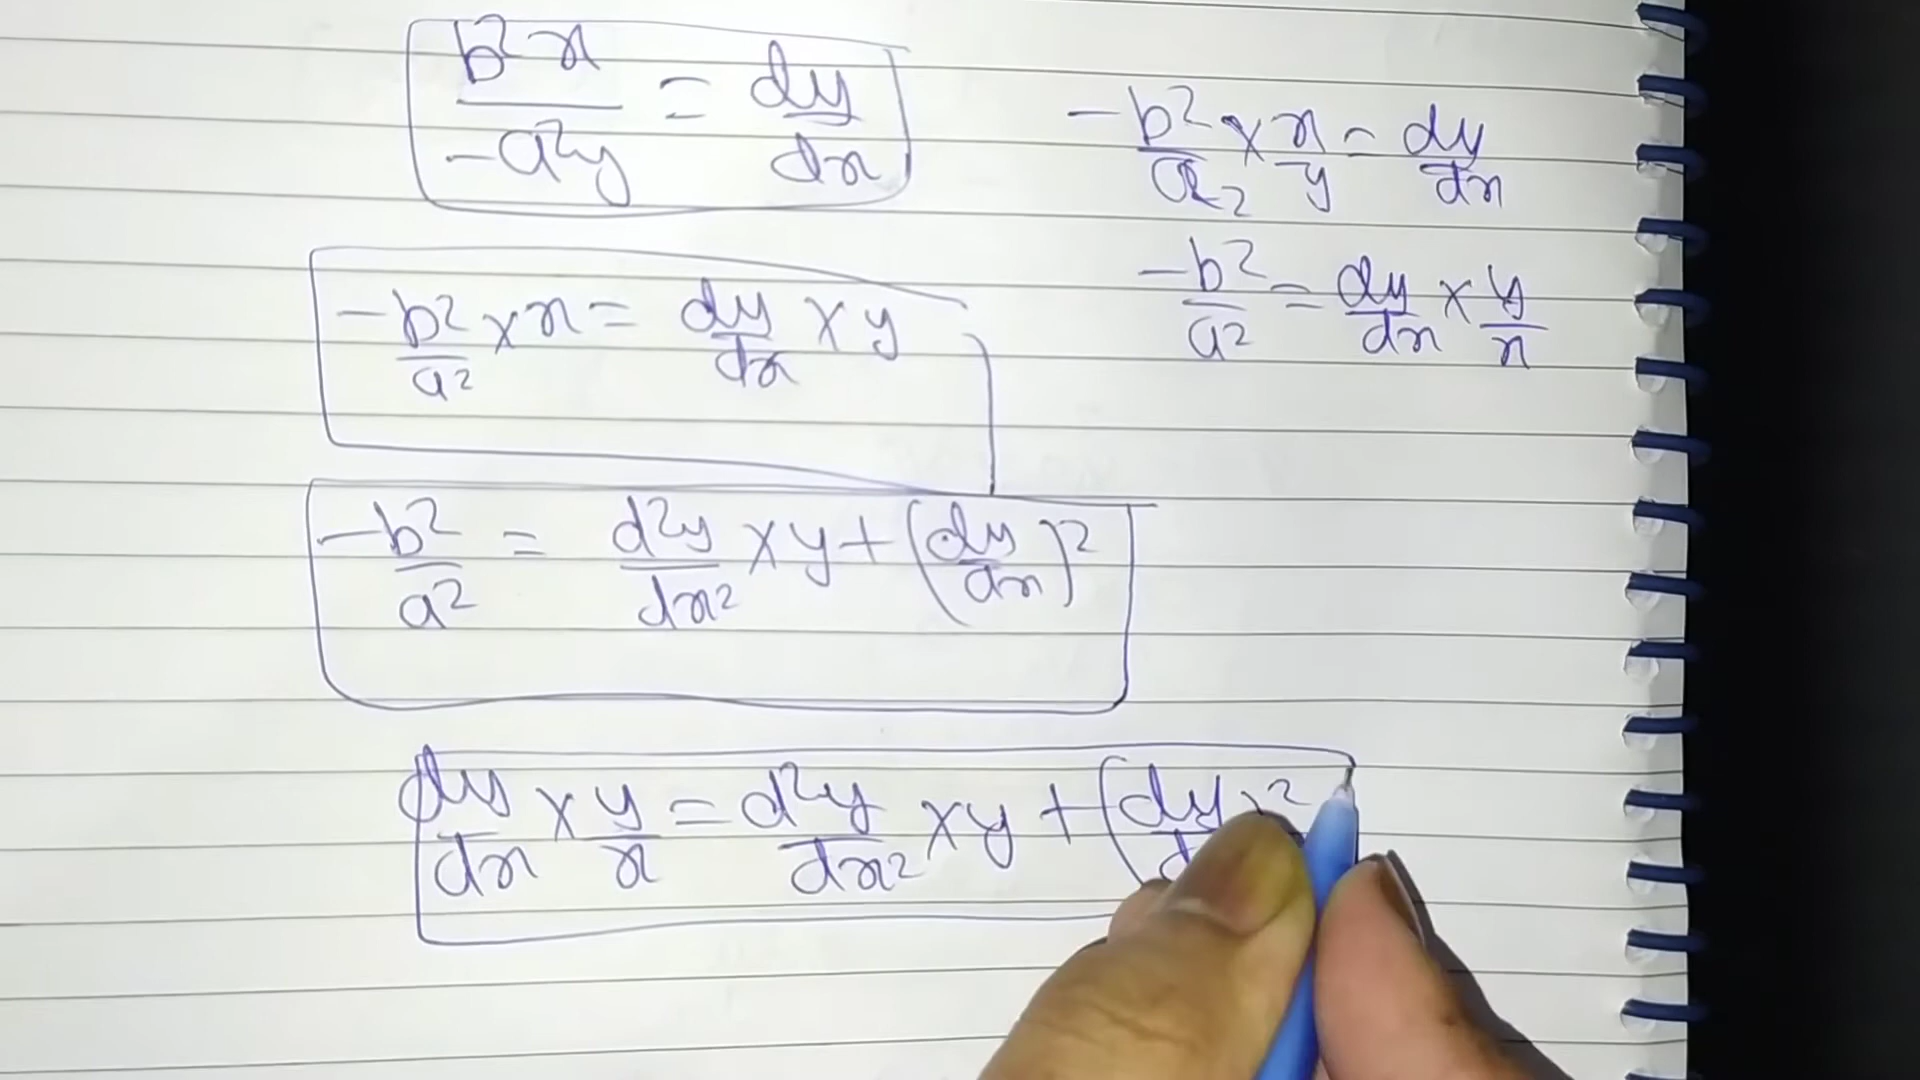 b²x / -a²y = dy/dx
-b²/a² × x = dy/dx × y
-b²/a² = d²y/dx² × y + (dy/dx)²
dy/dx × y/x = d²y/dx² × y + (dy/d )²
-b²/a² × x/y = dy/dx
-b²/a² = dy/dx × y/x